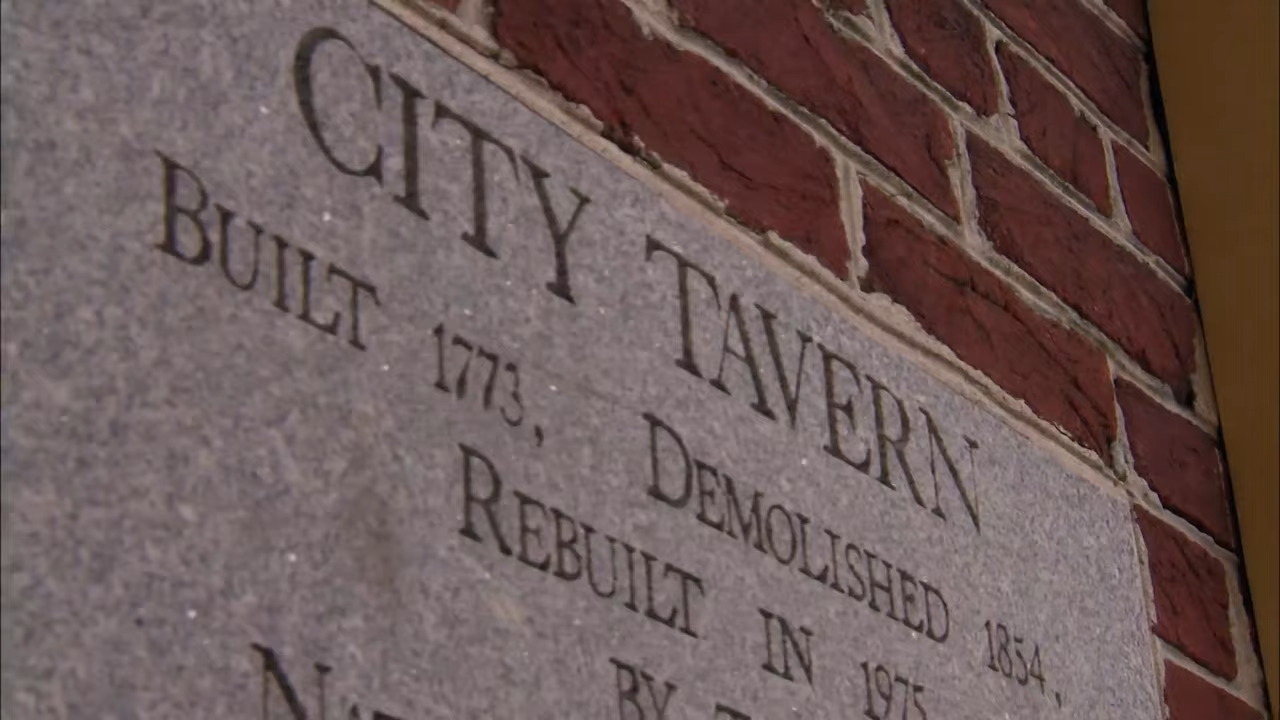 CITY TAVERN
BUILT 1773, DEMOLISHED 1854,
REBUILT IN 1975
BY